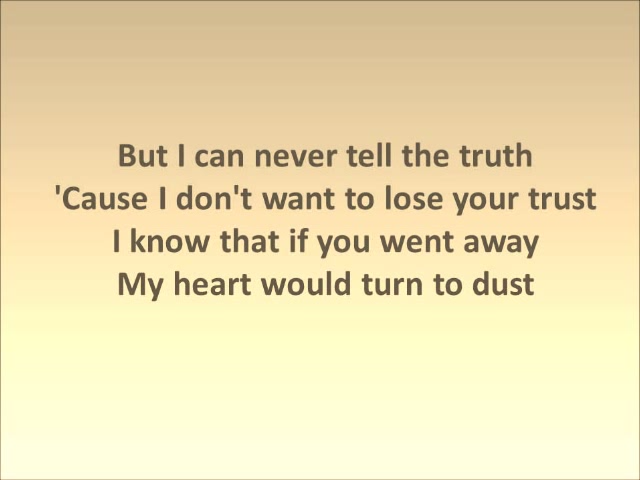 But I can never tell the truth
'Cause I don't want to lose your trust
I know that if you went away
My heart would turn to dust